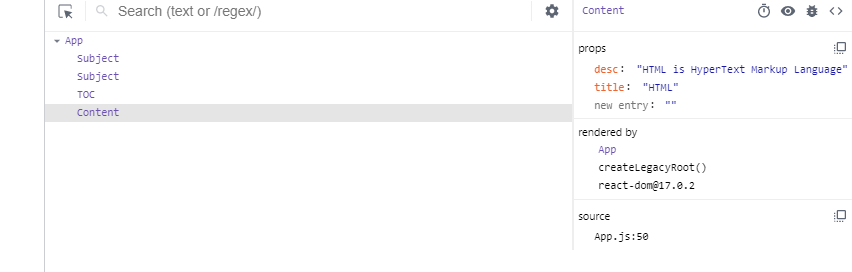 Search (text or /regex/)
Content
App
Subject
Subject
TOC
Content
props
desc: "HTML is HyperText Markup Language"
title: "HTML"
new entry: ""
rendered by
App
createLegacyRoot()
react-dom@17.0.2
source
App.js:50